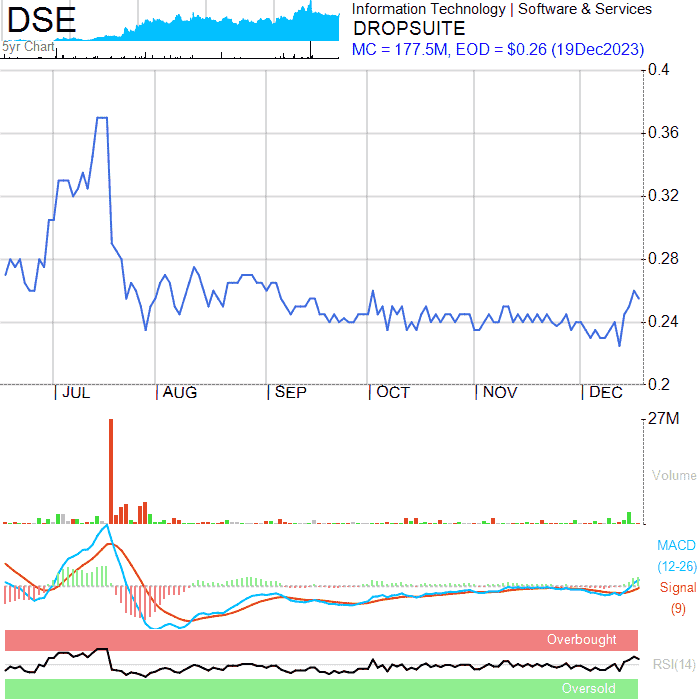 DSE
Information Technology | Software & Services
DROPSUITE
5yr Chart
MC = 177.5M, EOD = $0.26 (19Dec2023)
0.4
0.36
0.32
0.28
0.24
0.2
JUL AUG SEP OCT NOV DEC
27M
Volume
MACD
(12-26)
Signal
(9)
Overbought
RSI(14)
Oversold